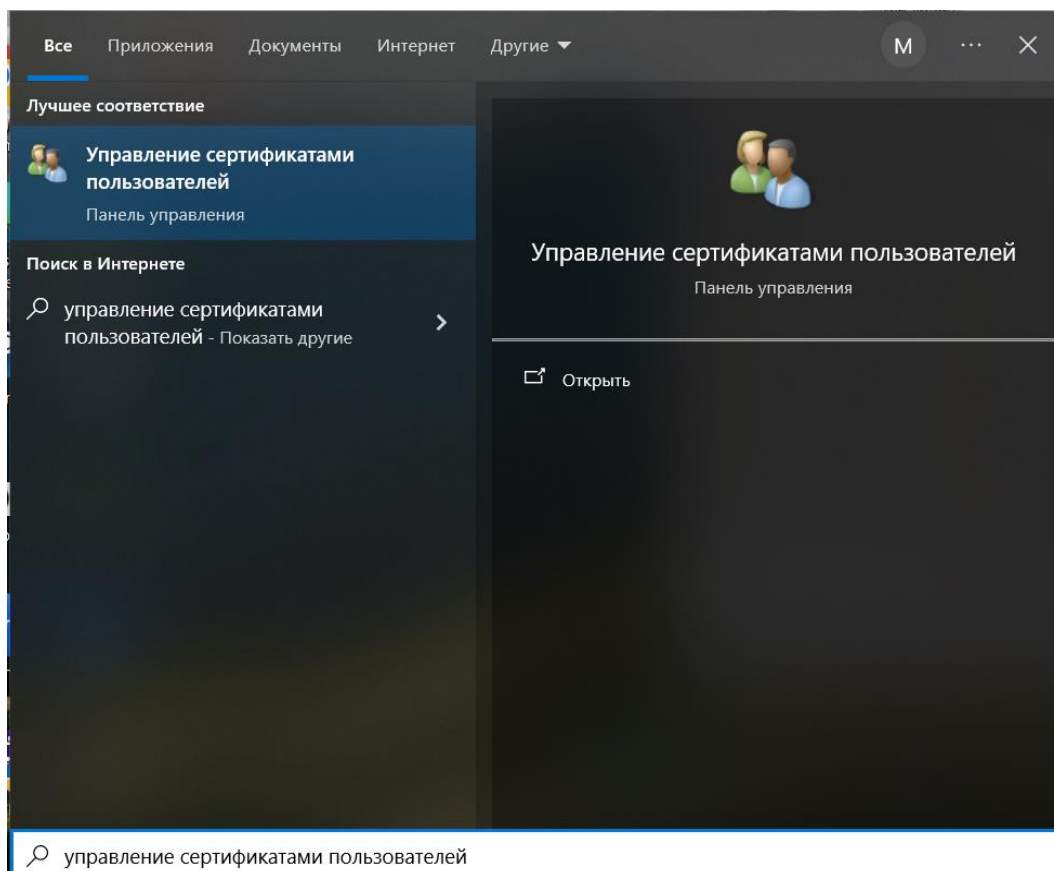 Все Приложения Документы Интернет Другие
М
Лучшее соответствие
Управление сертификатами
пользователей
Панель управления
Поиск в Интернете
управление сертификатами
пользователей - Показать другие
Управление сертификатами пользователей
Панель управления
Открыть
управление сертификатами пользователей